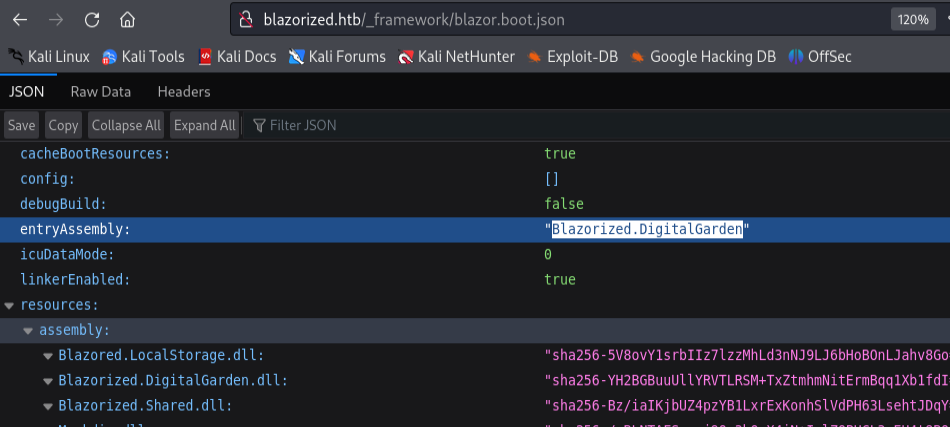 blazorized.htb/_framework/blazor.boot.json 120%
Kali Linux Kali Tools Kali Docs Kali Forums Kali NetHunter Exploit-DB Google Hacking DB OffSec
JSON Raw Data Headers
Save Copy Collapse All Expand All Filter JSON
cacheBootResources: true
config: []
debugBuild: false
entryAssembly: "Blazorized.DigitalGarden"
icuDataMode: 0
linkerEnabled: true
resources:
assembly:
Blazored.LocalStorage.dll: "sha256-5V8ovY1srbIIz7lzzMhLd3nNJ9LJ6bHoBOnLJahv8Go
Blazorized.DigitalGarden.dll: "sha256-YH2BGBuuUllYRVTLRSM+TxZtmhmNitErmBqq1Xb1fdI
Blazorized.Shared.dll: "sha256-Bz/iaIKjbUZ4pzYB1LxrExKonhSlVdPH63LsehtJDqY